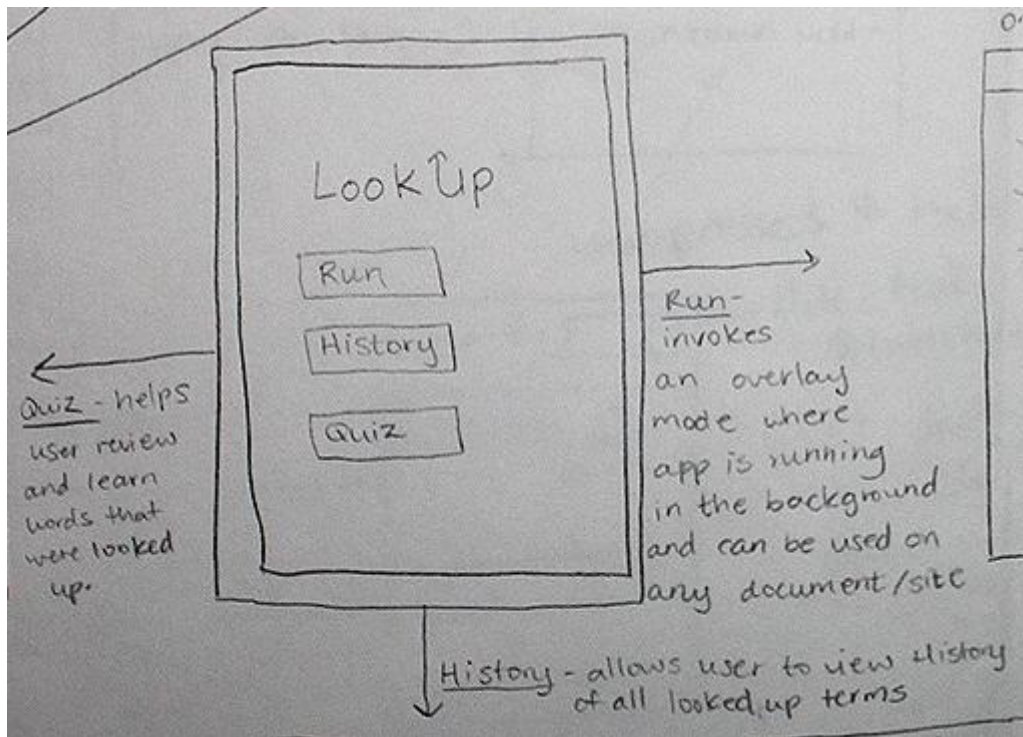 LookUp
Run
History
Quiz
Quiz - helps
user review
and learn
words that
were looked
up.
Run-
invokes
an overlay
mode where
app is running
in the background
and can be used on
any document/site
History - allows user to view History
of all looked up terms